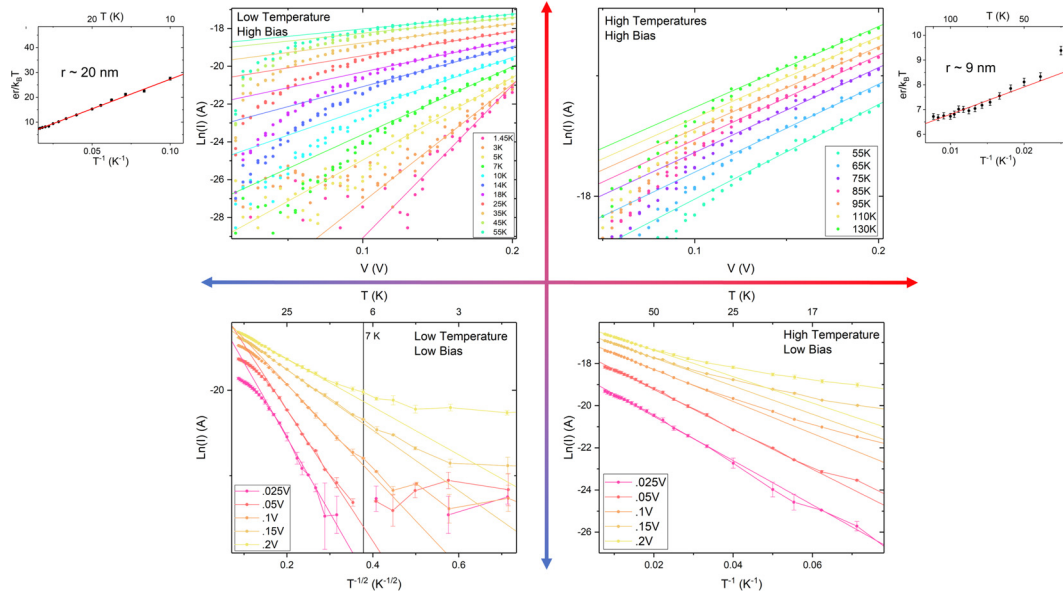 T (K)
20 10
er/k_BT
50
40
30
20
10
r ~ 20 nm
0.05 0.10
T⁻¹ (K⁻¹)
Ln(I) (A)
-18
-20
-22
-24
-26
-28
Low Temperature
High Bias
1.45K
3K
5K
7K
10K
14K
18K
25K
35K
45K
55K
0.1 0.2
V (V)
Ln(I) (A)
-18
High Temperatures
High Bias
55K
65K
75K
85K
95K
110K
130K
0.1 0.2
V (V)
T (K)
100 50
er/k_BT
10
9
8
7
6
r ~ 9 nm
0.01 0.02
T⁻¹ (K⁻¹)
T (K)
25 6 3
Ln(I) (A)
-20
7 K
Low Temperature
Low Bias
.025V
.05V
.1V
.15V
.2V
0.2 0.4 0.6
T⁻¹/² (K⁻¹/²)
T (K)
50 25 17
Ln(I) (A)
-16
-18
-20
-22
-24
-26
High Temperature
Low Bias
.025V
.05V
.1V
.15V
.2V
0.02 0.04 0.06
T⁻¹ (K⁻¹)